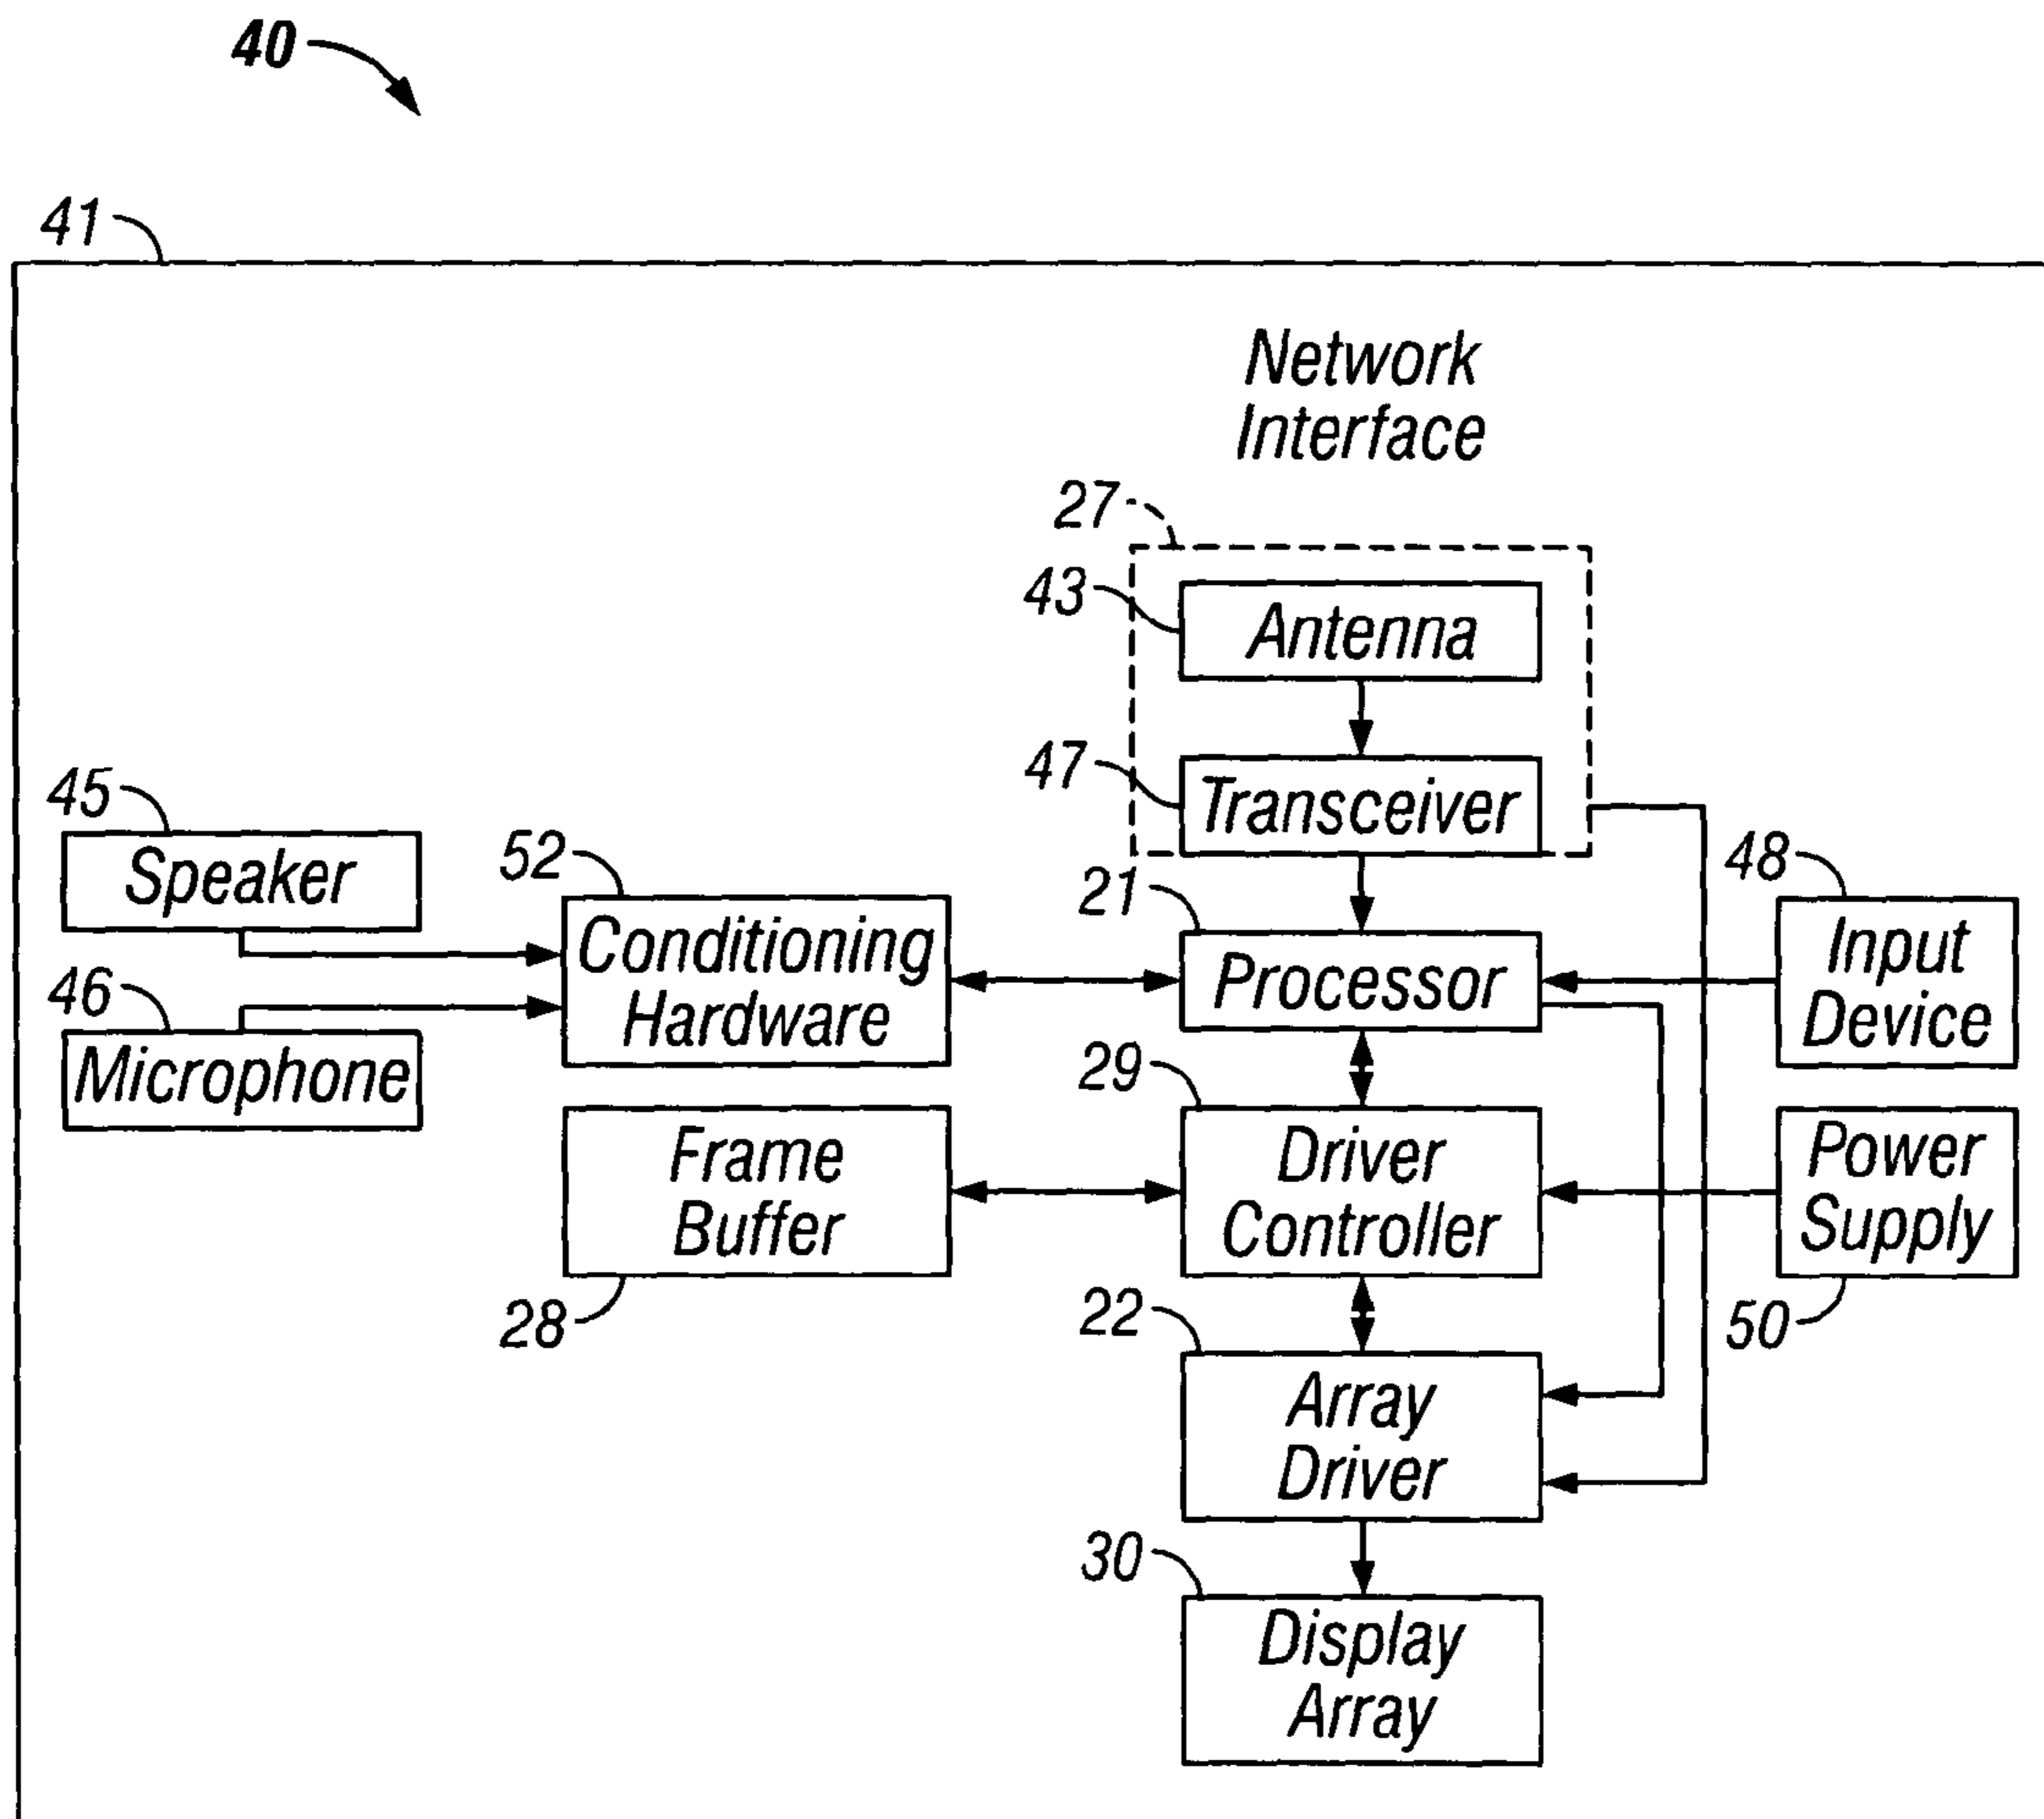 40
41
Network
Interface
27
43
Antenna
47
Transceiver
45
Speaker
52
Conditioning
Hardware
21
Processor
48
Input
Device
46
Microphone
29
Driver
Controller
Frame
Buffer
28
Power
Supply
50
22
Array
Driver
30
Display
Array